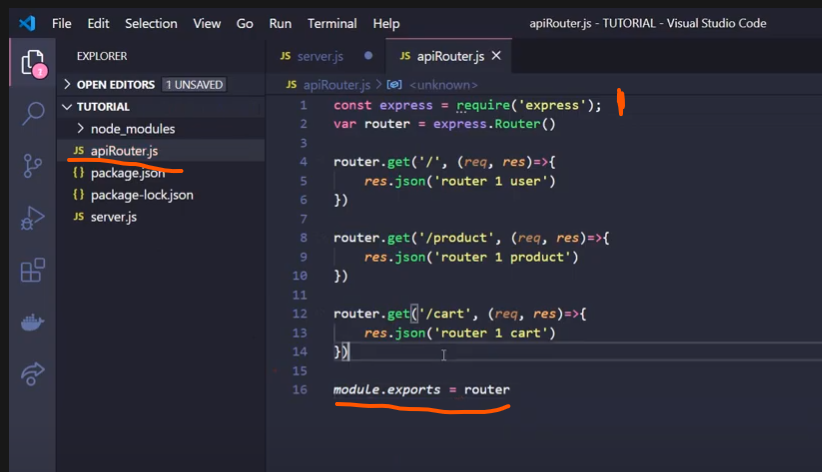 File Edit Selection View Go Run Terminal Help apiRouter.js - TUTORIAL - Visual Studio Code
EXPLORER
OPEN EDITORS 1 UNSAVED
TUTORIAL
node_modules
JS apiRouter.js
{} package.json
{} package-lock.json
JS server.js
3
JS server.js JS apiRouter.js
JS apiRouter.js > <unknown>
1 const express = require('express');
2 var router = express.Router()
3
4 router.get('/', (req, res)=>{
5 res.json('router 1 user')
6 })
7
8 router.get('/product', (req, res)=>{
9 res.json('router 1 product')
10 })
11
12 router.get('/cart', (req, res)=>{
13 res.json('router 1 cart')
14 })
15
16 module.exports = router